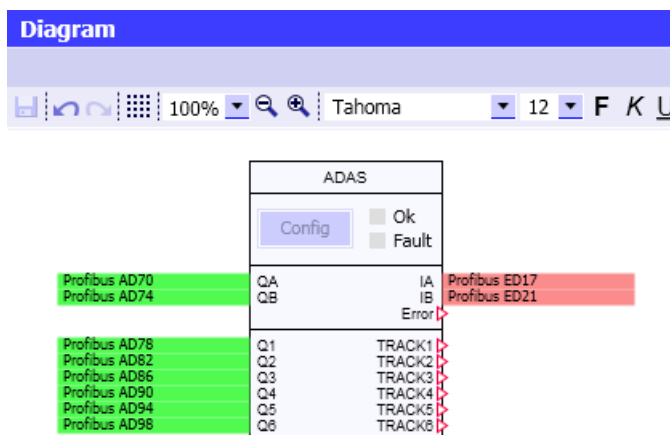 Diagram
100% Tahoma 12 F K U
ADAS
Config Ok
Fault
Profibus AD70 QA IA Profibus ED17
Profibus AD74 QB IB Profibus ED21
Error
Profibus AD78 Q1 TRACK1
Profibus AD82 Q2 TRACK2
Profibus AD86 Q3 TRACK3
Profibus AD90 Q4 TRACK4
Profibus AD94 Q5 TRACK5
Profibus AD98 Q6 TRACK6